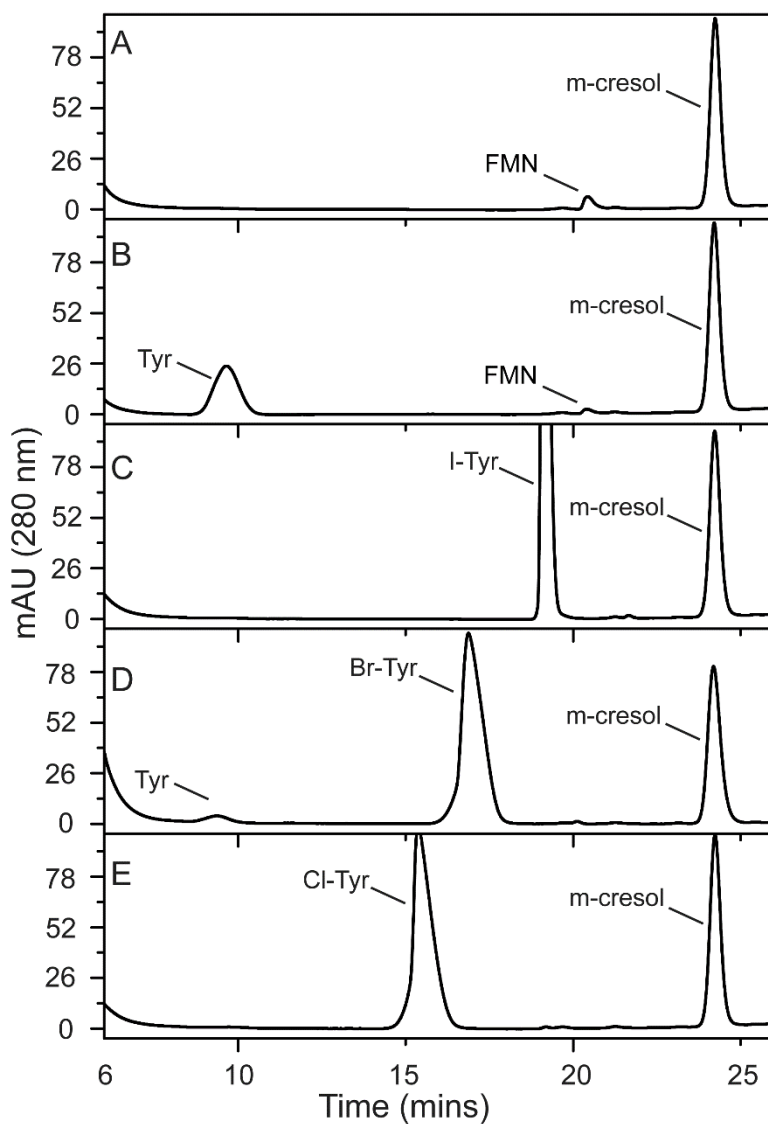 A
m-cresol
78
52
FMN
26
0
B
78
m-cresol
52
Tyr
26
FMN
0
C
I-Tyr
78
m-cresol
52
26
0
D
Br-Tyr
78
m-cresol
52
Tyr
26
0
E
Cl-Tyr
78
m-cresol
52
26
0
mAU (280 nm)
6 10 15 20 25
Time (mins)